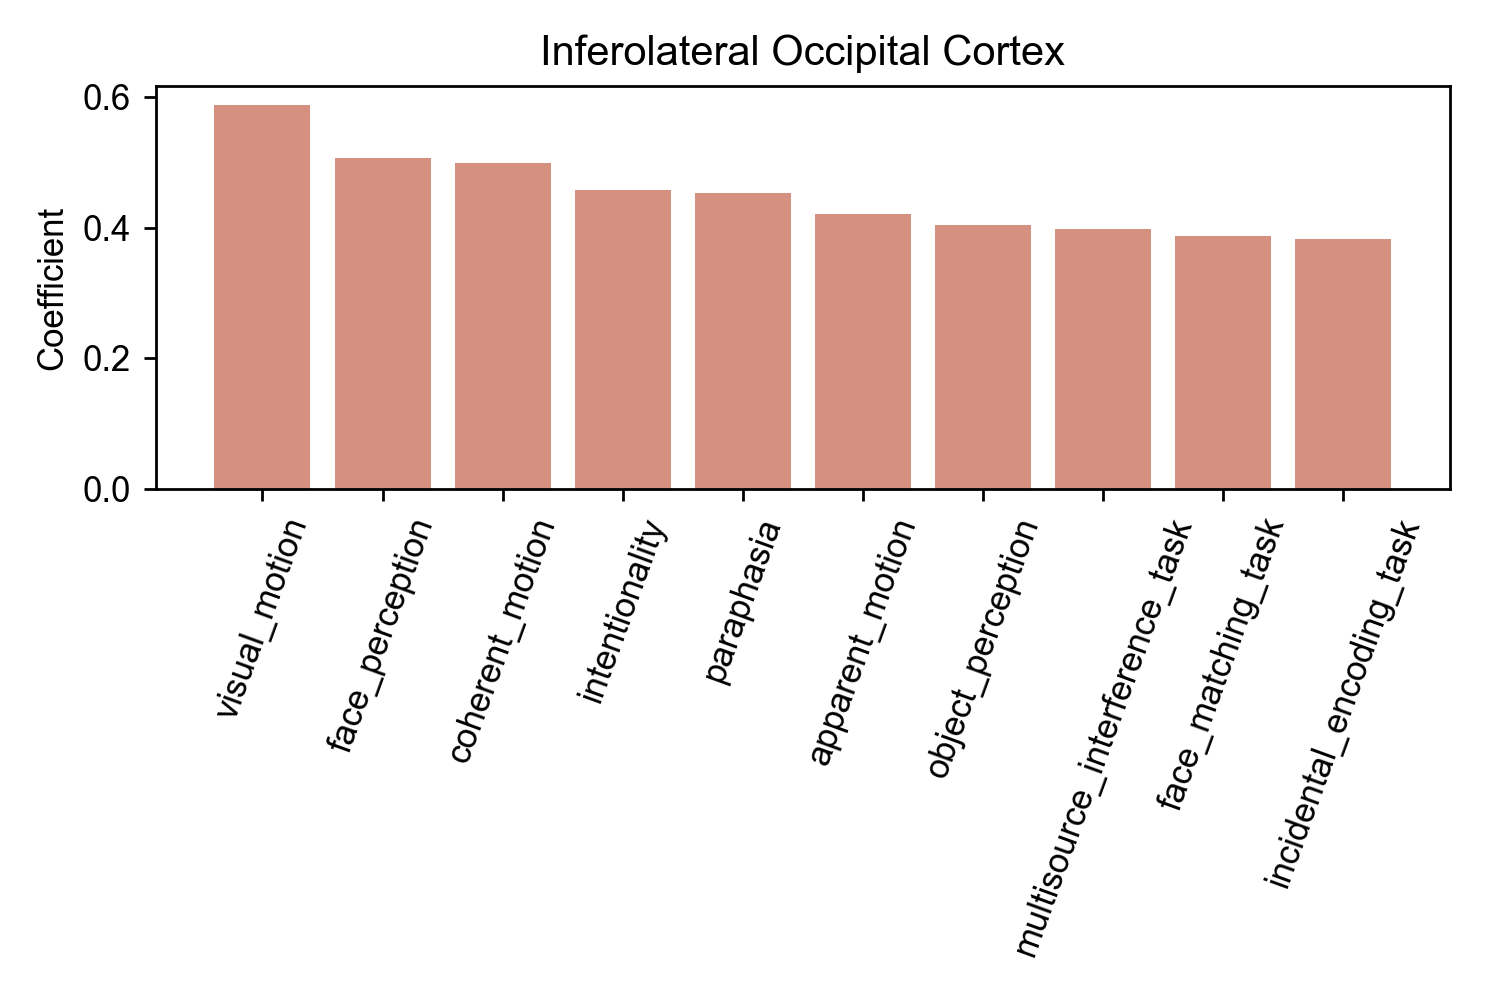 Inferolateral Occipital Cortex
Coefficient
0.6
0.4
0.2
0.0
visual_motion
face_perception
coherent_motion
intentionality
paraphasia
apparent_motion
object_perception
multisource_interference_task
face_matching_task
incidental_encoding_task